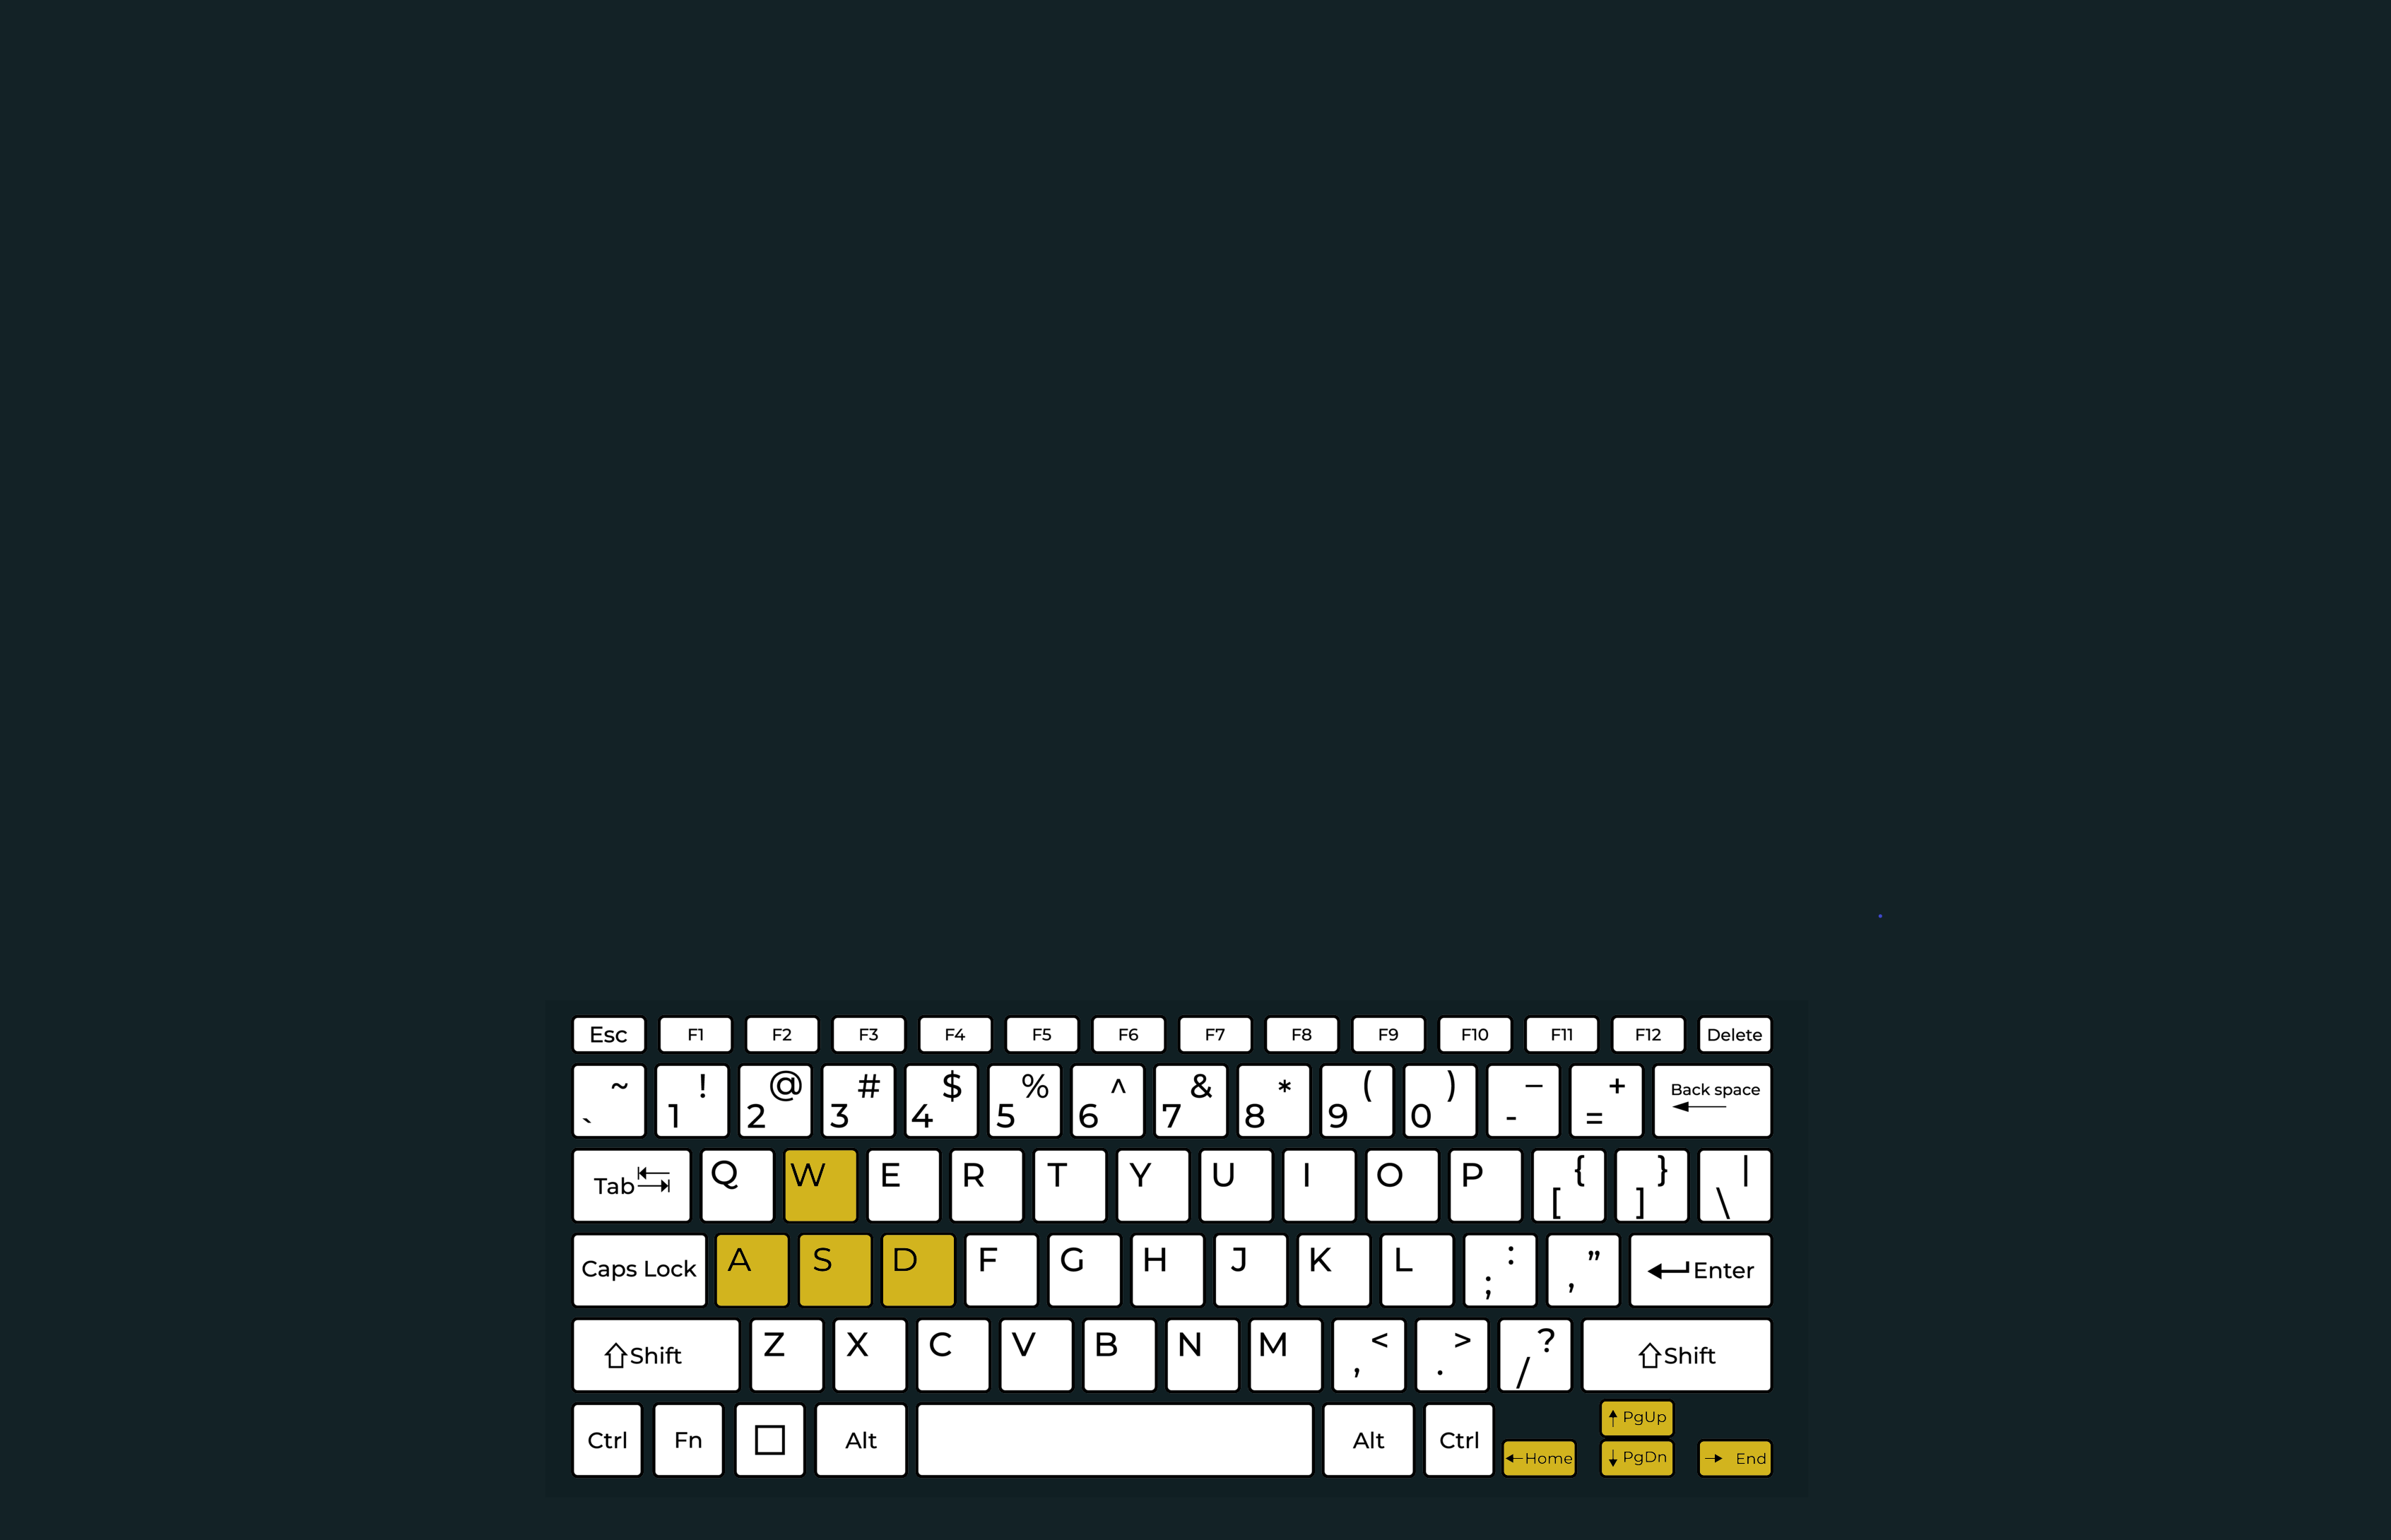 Esc F1 F2 F3 F4 F5 F6 F7 F8 F9 F10 F11 F12 Delete
~ ! @ # $ % ^ & * ( ) _ + Back space
` 1 2 3 4 5 6 7 8 9 0 - =
Tab Q W E R T Y U I O P { } |
[ ] \
Caps Lock A S D F G H J K L : ” Enter
; ,
Shift Z X C V B N M < > ? Shift
, . /
Ctrl Fn Alt Alt Ctrl Home PgUp
PgDn End